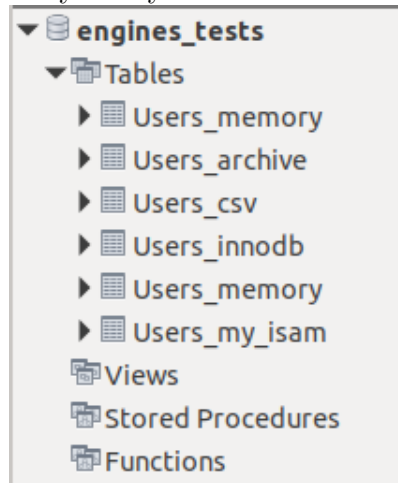 engines_tests
Tables
Users_memory
Users_archive
Users_csv
Users_innodb
Users_memory
Users_my_isam
Views
Stored Procedures
Functions